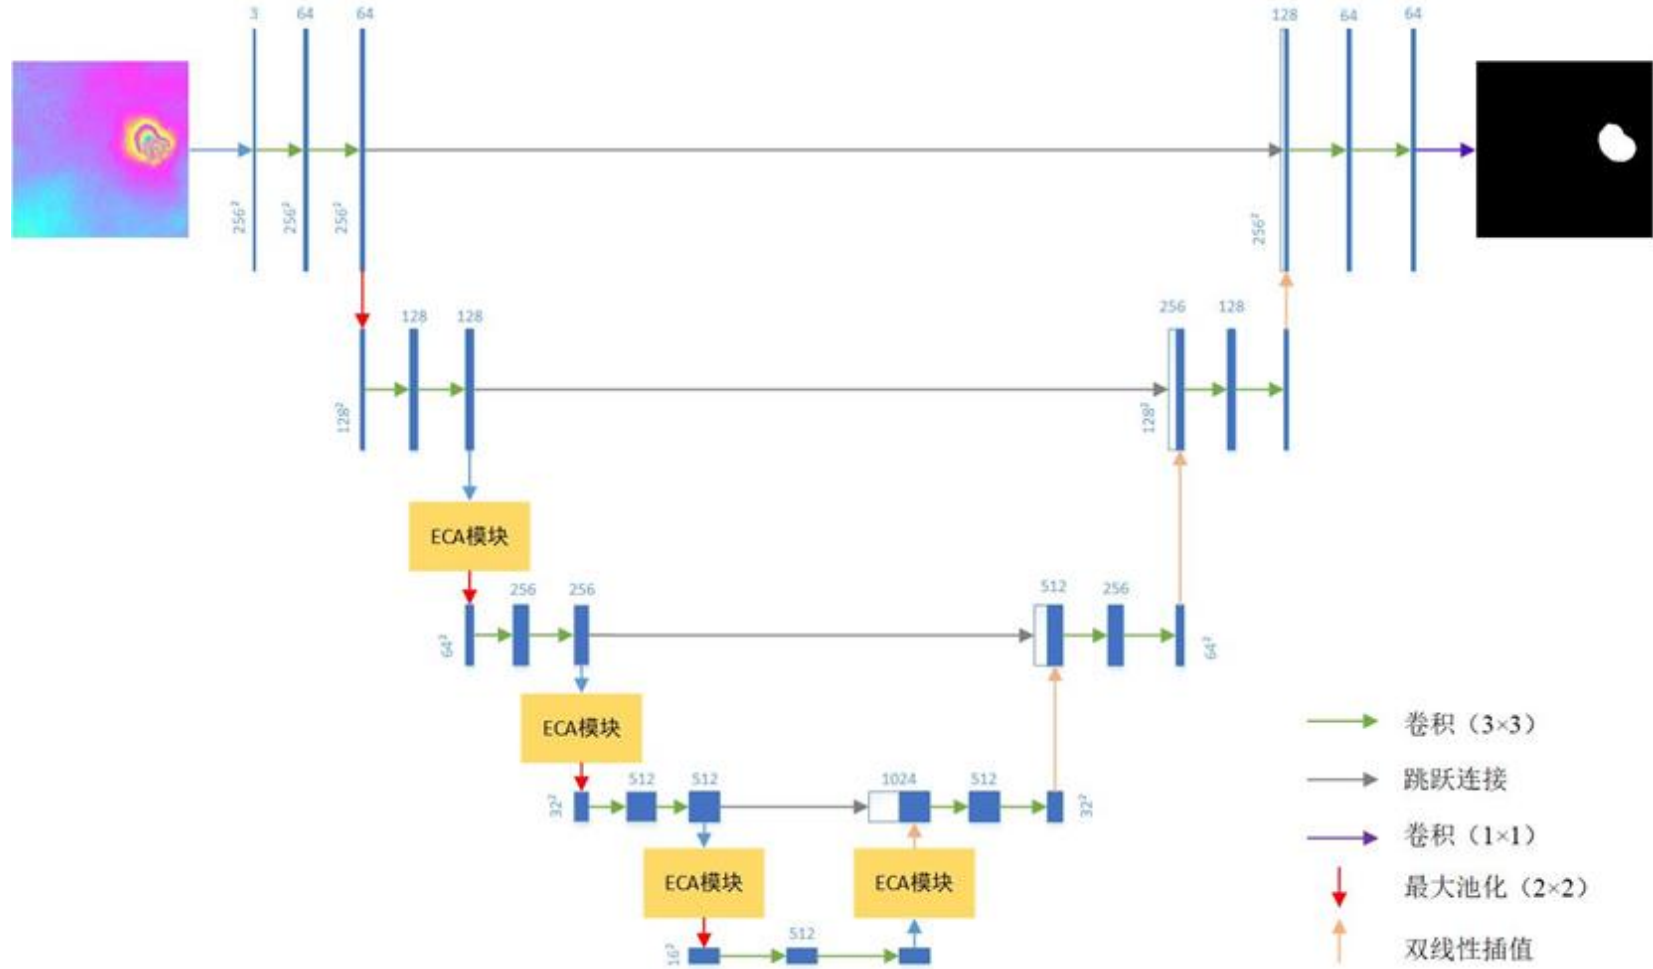 3 64 64 128 64 64
256² 256² 256² 256²
128 128 256 128
128² 128²
ECA模块
256 256 512 256
64² 64²
ECA模块
512 512 1024 512
32² 32²
ECA模块 ECA模块
512
16²
卷积（3×3）
跳跃连接
卷积（1×1）
最大池化（2×2）
双线性插值